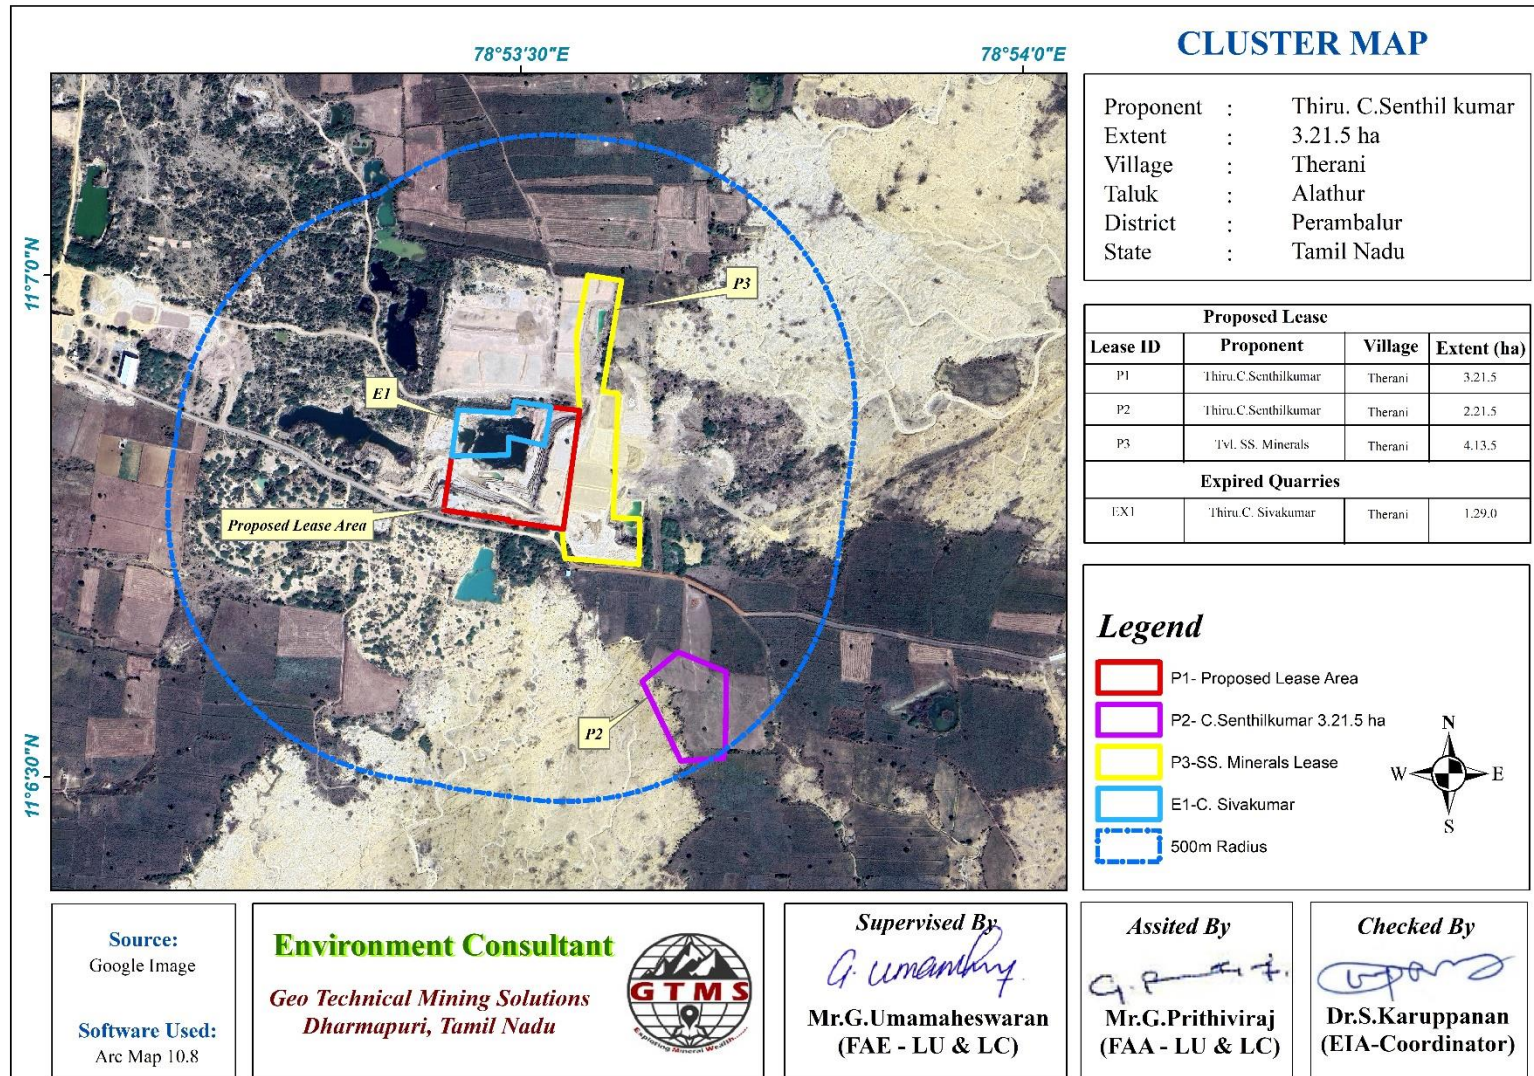 CLUSTER MAP
78°53'30"E
78°54'0"E
11°7'0"N
11°6'30"N
P3
E1
Proposed Lease Area
P2
Proponent : Thiru. C.Senthil kumar
Extent : 3.21.5 ha
Village : Therani
Taluk : Alathur
District : Perambalur
State : Tamil Nadu
Proposed Lease
Lease ID Proponent Village Extent (ha)
P1 Thiru.C.Senthilkumar Therani 3.21.5
P2 Thiru.C.Senthilkumar Therani 2.21.5
P3 Tvl. SS. Minerals Therani 4.13.5
Expired Quarries
EX1 Thiru.C. Sivakumar Therani 1.29.0
Legend
P1- Proposed Lease Area
P2- C.Senthilkumar 3.21.5 ha
P3-SS. Minerals Lease
E1-C. Sivakumar
500m Radius
N
W E
S
Source:
Google Image
Software Used:
Arc Map 10.8
Environment Consultant
Geo Technical Mining Solutions
Dharmapuri, Tamil Nadu
GTMS
Exploring Mineral Wealth......
Supervised By
Mr.G.Umamaheswaran
(FAE - LU & LC)
Assited By
Mr.G.Prithiviraj
(FAA - LU & LC)
Checked By
Dr.S.Karuppanan
(EIA-Coordinator)